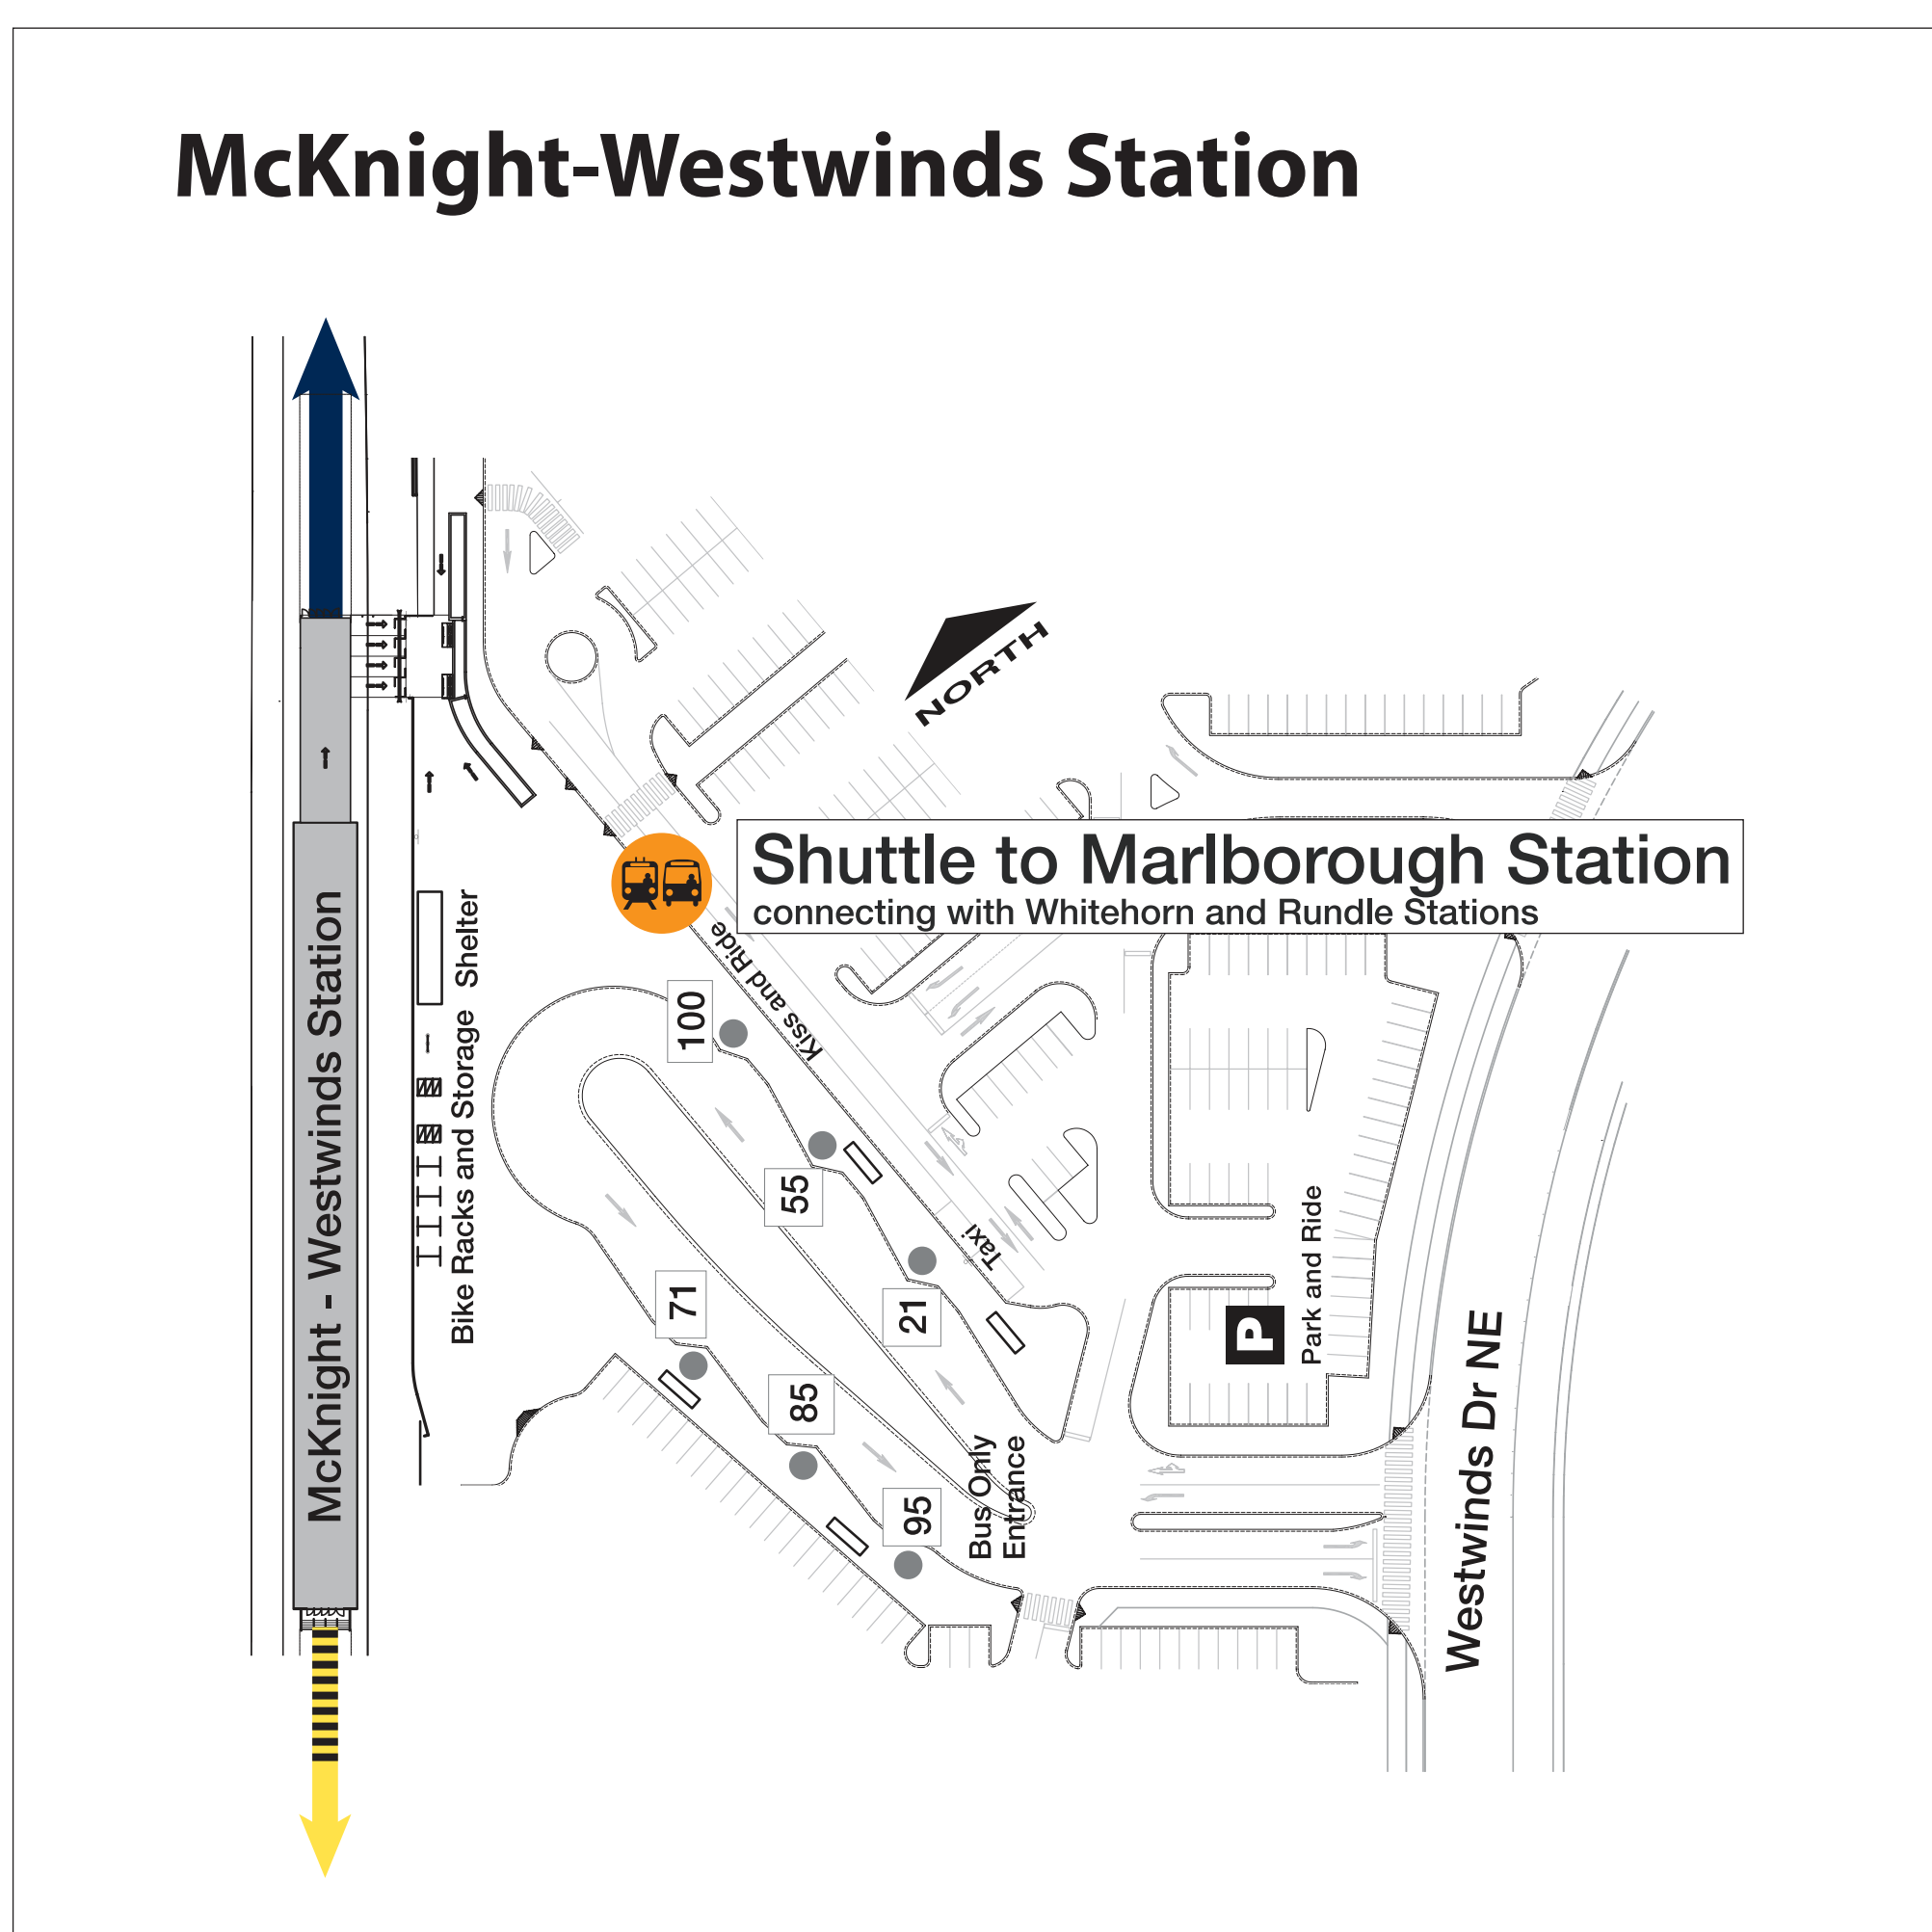 McKnight-Westwinds Station
NORTH
Shuttle to Marlborough Station
connecting with Whitehorn and Rundle Stations
McKnight - Westwinds Station
Shelter
Bike Racks and Storage
Kiss and Ride
100
55
Taxi
71
21
85
95
Bus Only
Entrance
P
Park and Ride
Westwinds Dr NE